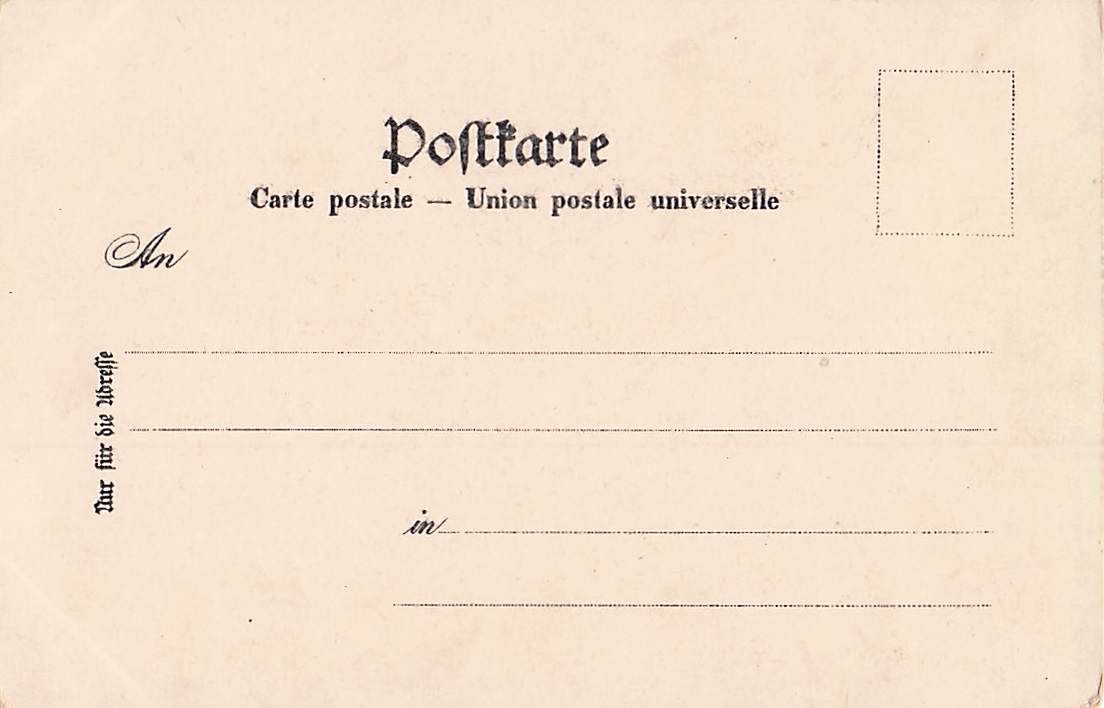 Poſtkarte
Carte postale — Union postale universelle
An
Nur für die Adreſſe
in